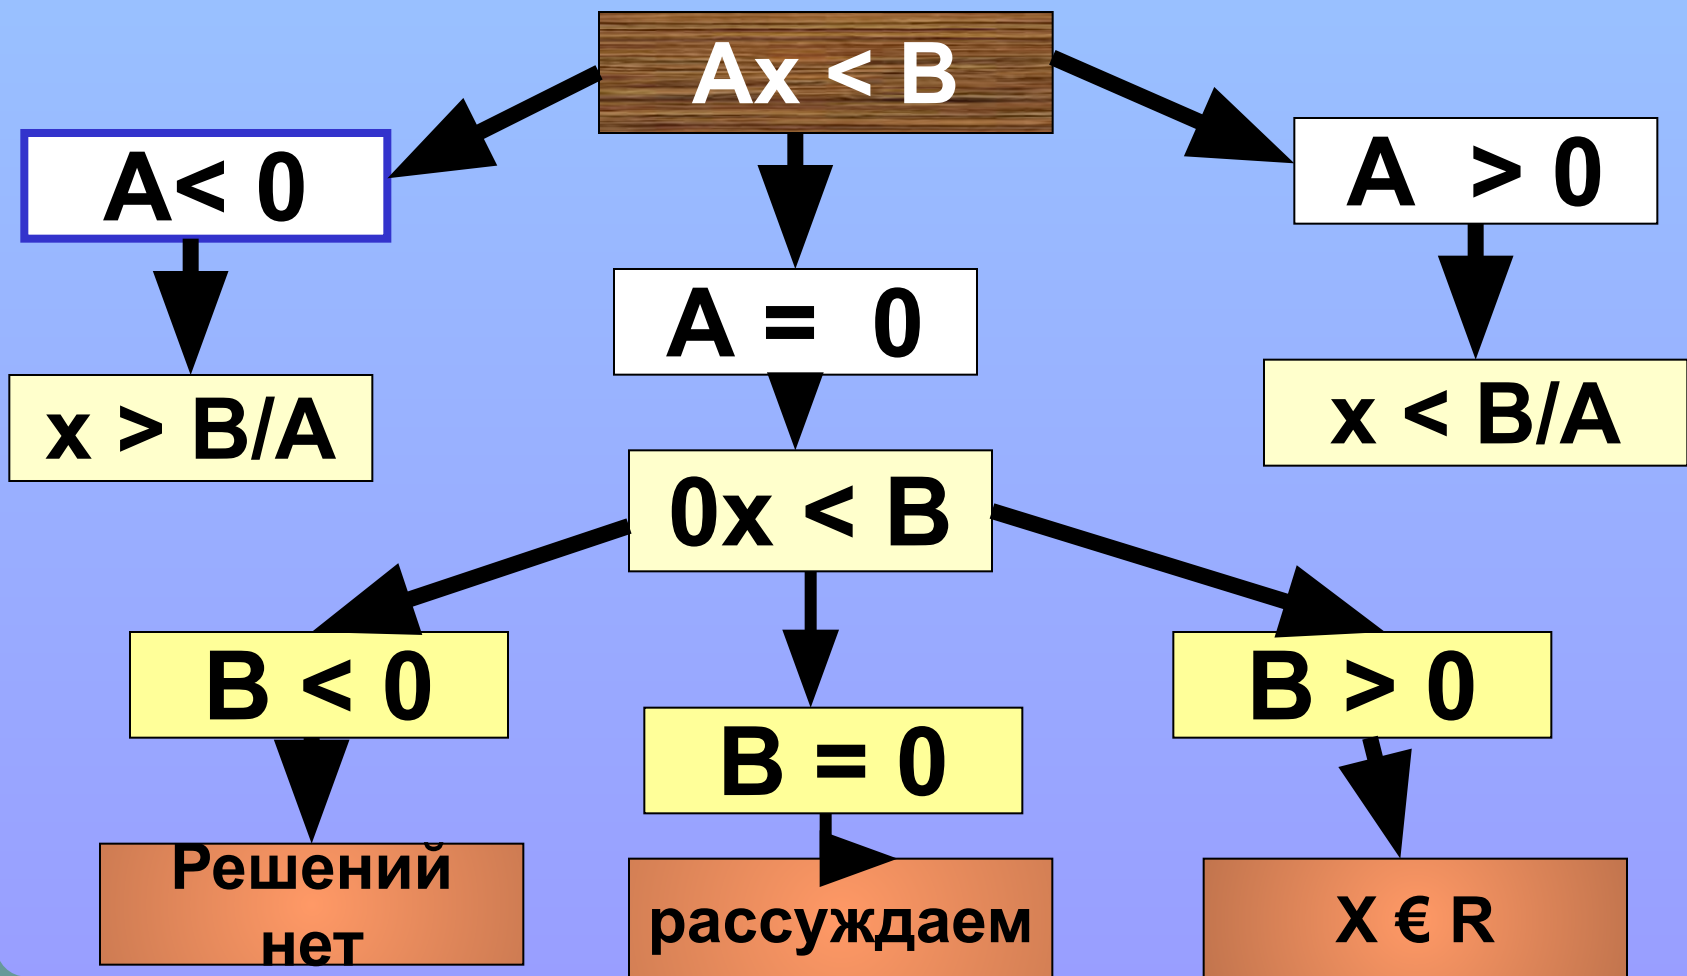 Ax < B
A< 0
A > 0
A = 0
x > B/A
x < B/A
0x < B
B < 0
B = 0
B > 0
Решений
нет
рассуждаем
X € R